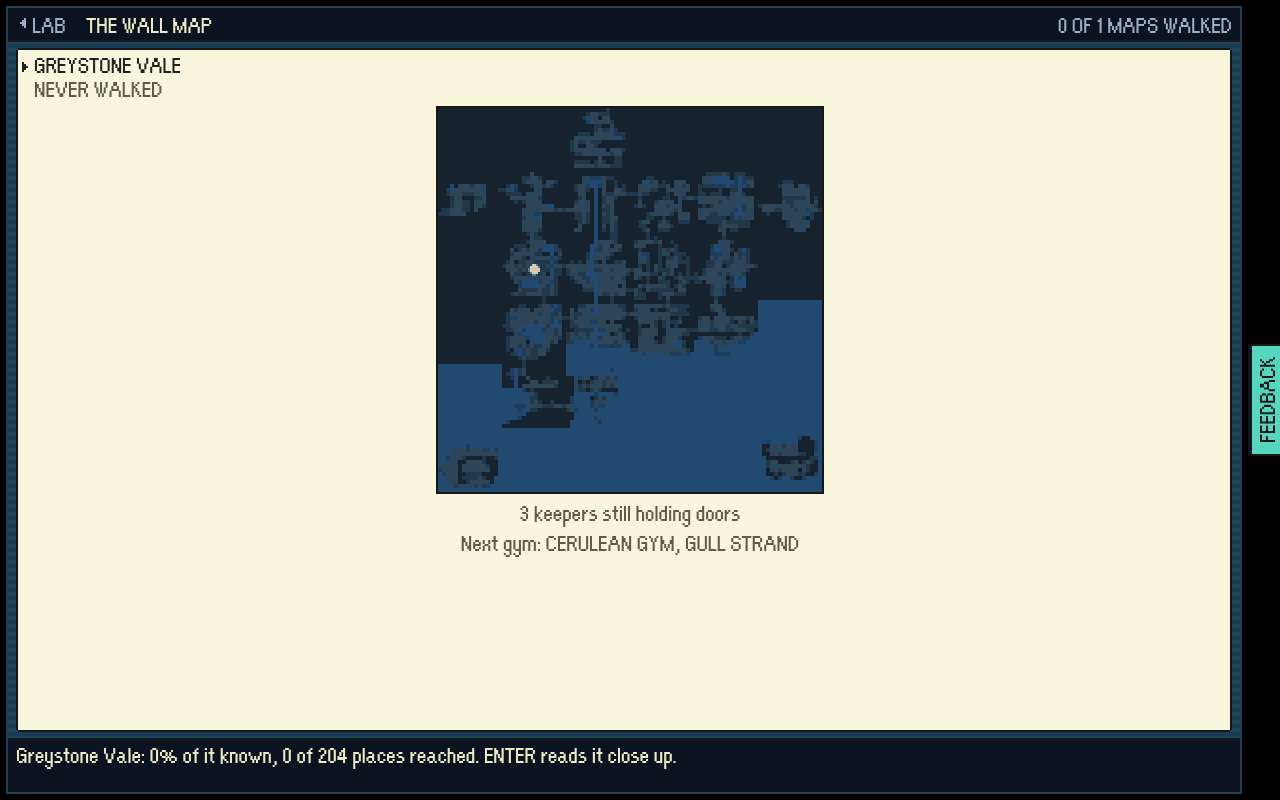 LAB THE WALL MAP 0 OF 1 MAPS WALKED
GREYSTONE VALE
NEVER WALKED
3 keepers still holding doors
Next gym: CERULEAN GYM, GULL STRAND
FEEDBACK
Greystone Vale: 0% of it known, 0 of 204 places reached. ENTER reads it close up.